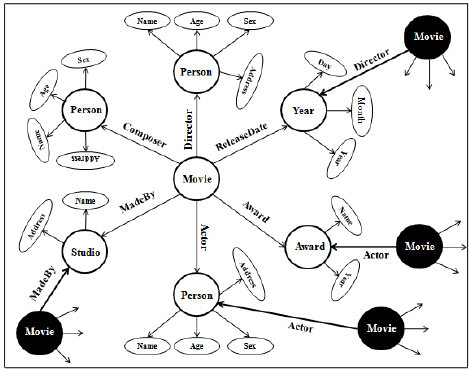 Name
Age
Sex
Movie
Person
Address
Director
Sex
Age
Person
Name
Address
Composer
Director
ReleaseDate
Year
Day
Month
Year
Movie
MadeBy
Actor
Award
Name
Address
Studio
MadeBy
Movie
Name
Award
Year
Actor
Movie
Address
Person
Actor
Movie
Name
Age
Sex